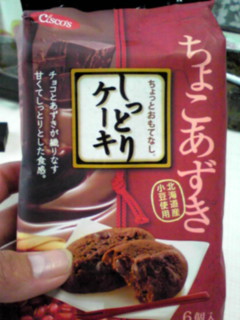 Cisco's
ちょこあずき
ちょっとおもてなし。
しっとり
ケーキ
チョコとあずきが織りなす
甘くてしっとりとした食感。
北海道産
小豆使用
6個入